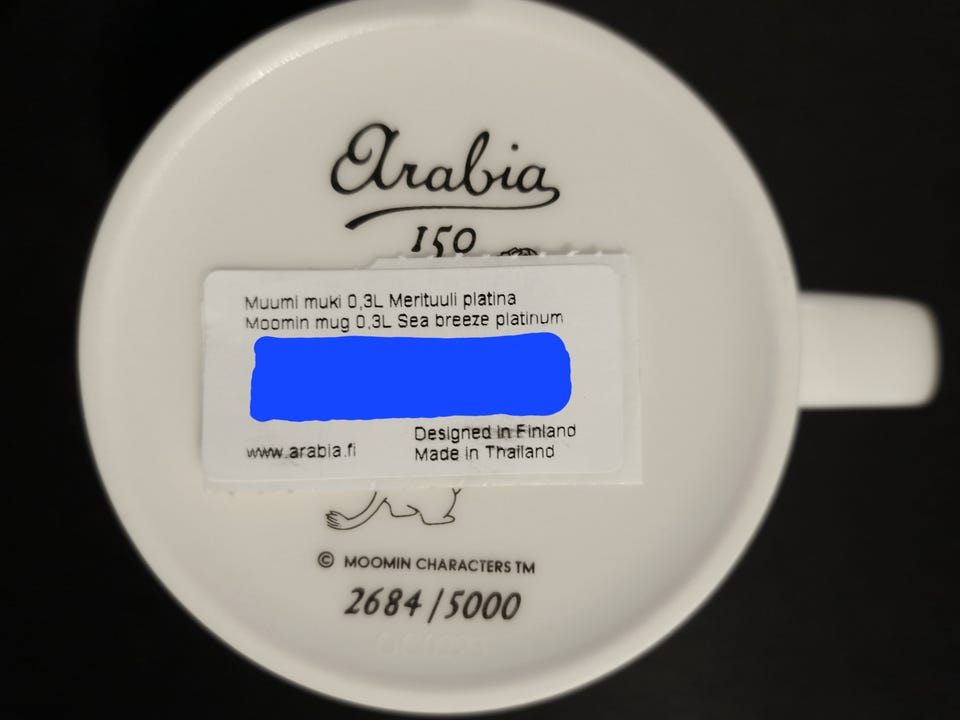 Arabia
150
Muumi muki 0,3L Merituuli platina
Moomin mug 0,3L Sea breeze platinum
Designed in Finland
www.arabia.fi Made in Thailand
© MOOMIN CHARACTERS TM
2684/5000